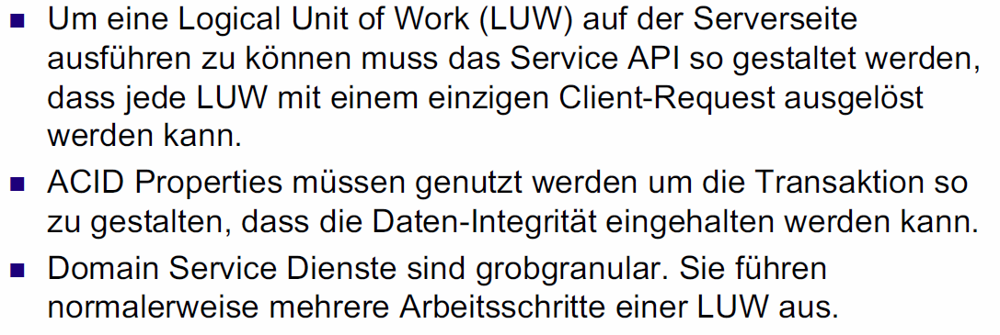 Um eine Logical Unit of Work (LUW) auf der Serverseite
ausführen zu können muss das Service API so gestaltet werden,
dass jede LUW mit einem einzigen Client-Request ausgelöst
werden kann.
ACID Properties müssen genutzt werden um die Transaktion so
zu gestalten, dass die Daten-Integrität eingehalten werden kann.
Domain Service Dienste sind grobgranular. Sie führen
normalerweise mehrere Arbeitsschritte einer LUW aus.